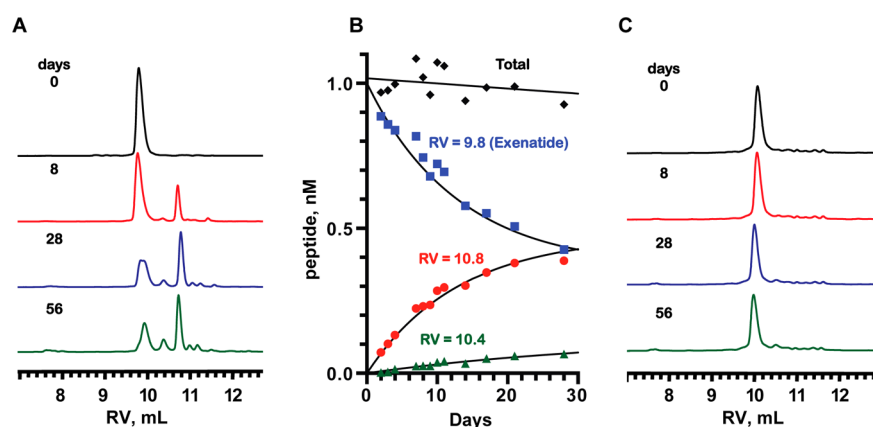 A
days
0
8
28
56
8
9
10
11
12
RV, mL
B
peptide, nM
1.0
0.5
0.0
Total
RV = 9.8 (Exenatide)
RV = 10.8
RV = 10.4
0
10
20
30
Days
C
days
0
8
28
56
8
9
10
11
12
RV, mL